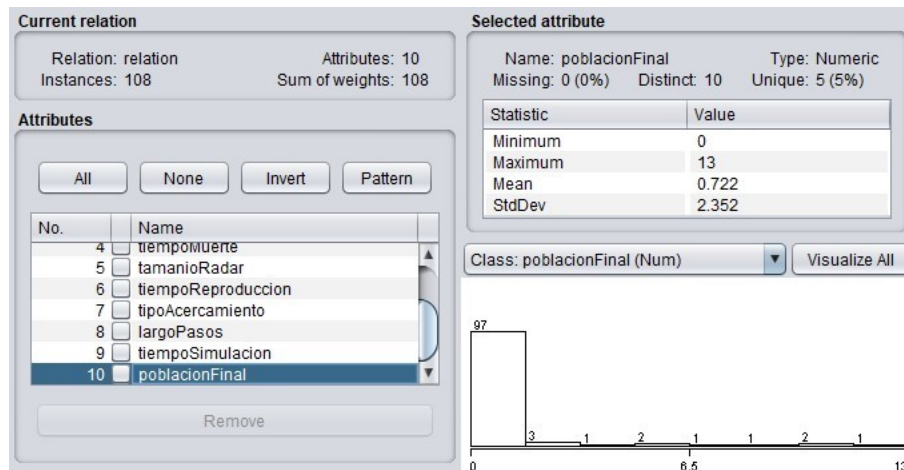 Current relation
Relation: relation
Attributes: 10
Instances: 108
Sum of weights: 108
Attributes
All
None
Invert
Pattern
No.
Name
4 tiempoMuerte
5 tamanioRadar
6 tiempoReproduccion
7 tipoAcercamiento
8 largoPasos
9 tiempoSimulacion
10 poblacionFinal
Remove
Selected attribute
Name: poblacionFinal
Type: Numeric
Missing: 0 (0%)
Distinct: 10
Unique: 5 (5%)
Statistic
Value
Minimum 0
Maximum 13
Mean 0.722
StdDev 2.352
Class: poblacionFinal (Num)
Visualize All
97
3 1 2 1 1 2 1
0 6.5 13